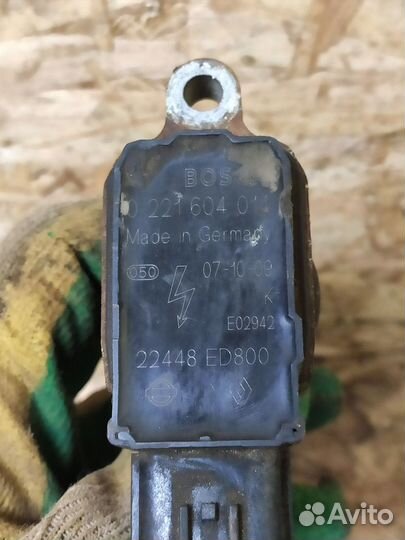 BOS
0 221 604 01
Made in Germany
050 07-10-09
K
E02942
22448 ED800
Avito